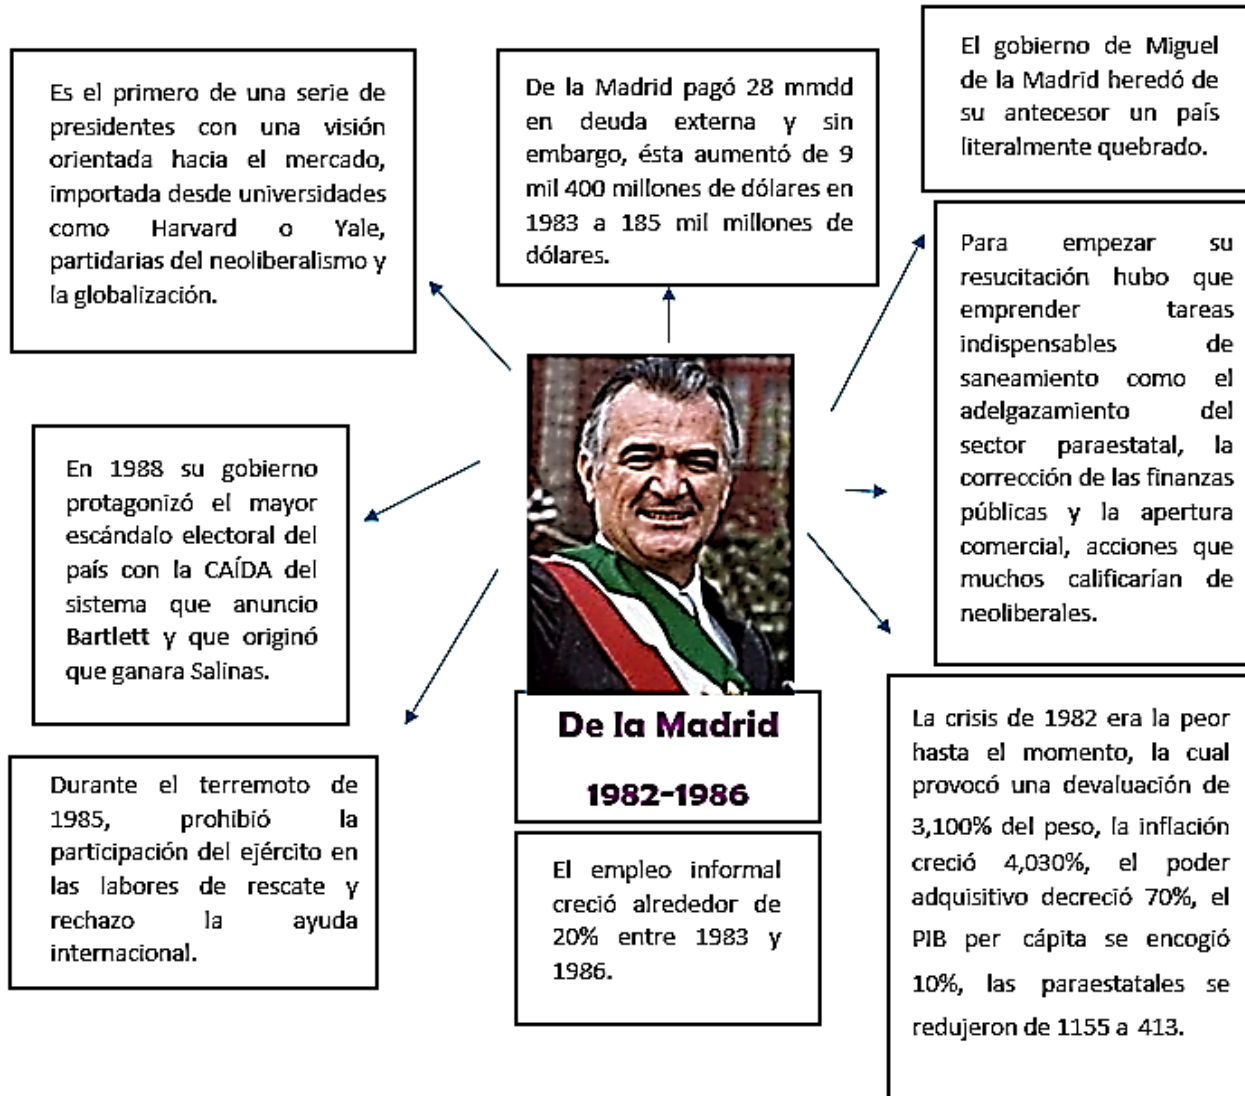 Es el primero de una serie de
presidentes con una visión
orientada hacia el mercado,
importada desde universidades
como Harvard o Yale,
partidarias del neoliberalismo y
la globalización.
De la Madrid pagó 28 mmdd
en deuda externa y sin
embargo, ésta aumentó de 9
mil 400 millones de dólares en
1983 a 185 mil millones de
dólares.
El gobierno de Miguel
de la Madrid heredó de
su antecesor un país
literalmente quebrado.
Para empezar su
resucitación hubo que
emprender tareas
indispensables de
saneamiento como el
adelgazamiento del
sector paraestatal, la
corrección de las finanzas
públicas y la apertura
comercial, acciones que
muchos calificarían de
neoliberales.
En 1988 su gobierno
protagonizó el mayor
escándalo electoral del
país con la CAÍDA del
sistema que anuncio
Bartlett y que originó
que ganara Salinas.
De la Madrid
1982-1986
La crisis de 1982 era la peor
hasta el momento, la cual
provocó una devaluación de
3,100% del peso, la inflación
creció 4,030%, el poder
adquisitivo decreció 70%, el
PIB per cápita se encogió
10%, las paraestatales se
redujeron de 1155 a 413.
Durante el terremoto de
1985, prohibió la
participación del ejército en
las labores de rescate y
rechazo la ayuda
internacional.
El empleo informal
creció alrededor de
20% entre 1983 y
1986.